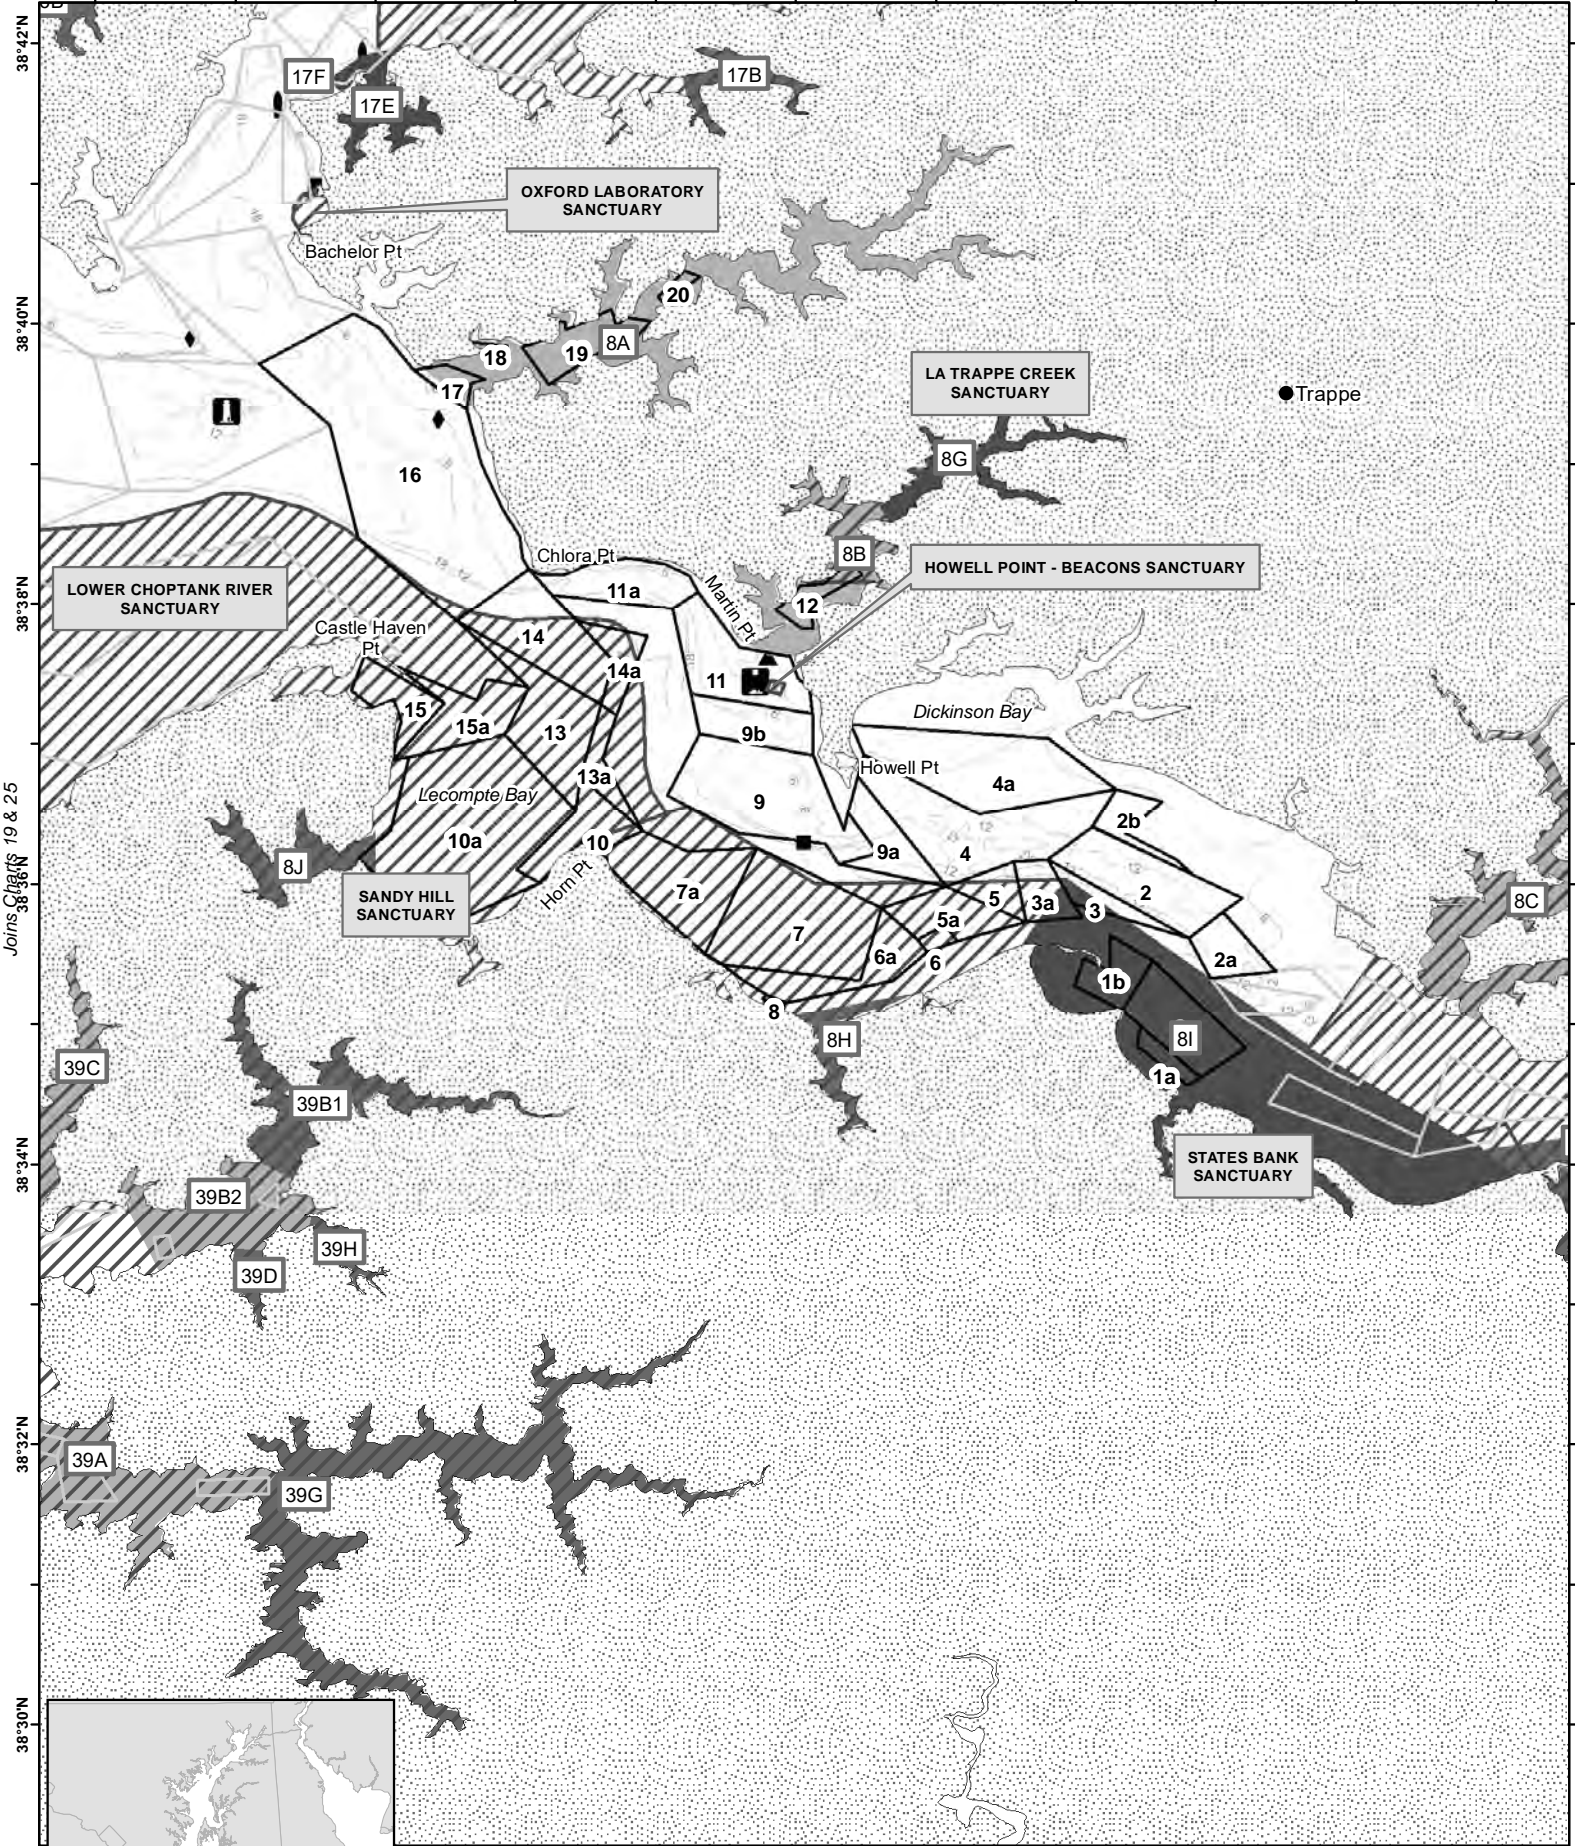 38°42'N
17F
17E
17B
OXFORD LABORATORY
SANCTUARY
Bachelor Pt
20
38°40'N
18
19
8A
17
LA TRAPPE CREEK
SANCTUARY
Trappe
16
8G
Chlora Pt
8B
HOWELL POINT - BEACONS SANCTUARY
LOWER CHOPTANK RIVER
SANCTUARY
11a
Martin Pt
12
38°38'N
Castle Haven
Pt
14
14a
11
15
15a
13
9b
Dickinson Bay
Howell Pt
13a
4a
Lecompte Bay
9
2b
10a
10
9a
4
Joins Charts 19 & 25
38°36'N
8J
Horn Pt
SANDY HILL
SANCTUARY
7a
7
5
5a
3a
3
2
8C
6a
6
2a
1b
8
8H
8I
1a
39C
39B1
STATES BANK
SANCTUARY
38°34'N
39B2
39H
39D
38°32'N
39A
39G
38°30'N